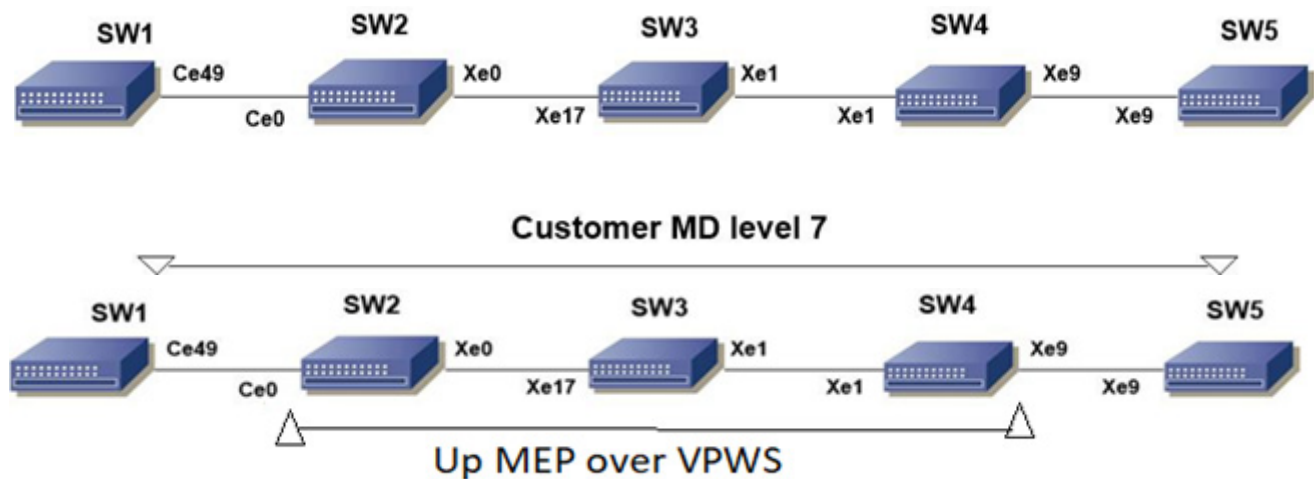 SW1 SW2 SW3 SW4 SW5
Ce49 Xe0 Xe1 Xe9
Ce0 Xe17 Xe1 Xe9
Customer MD level 7
SW1 SW2 SW3 SW4 SW5
Ce49 Xe0 Xe1 Xe9
Ce0 Xe17 Xe1 Xe9
Up MEP over VPWS